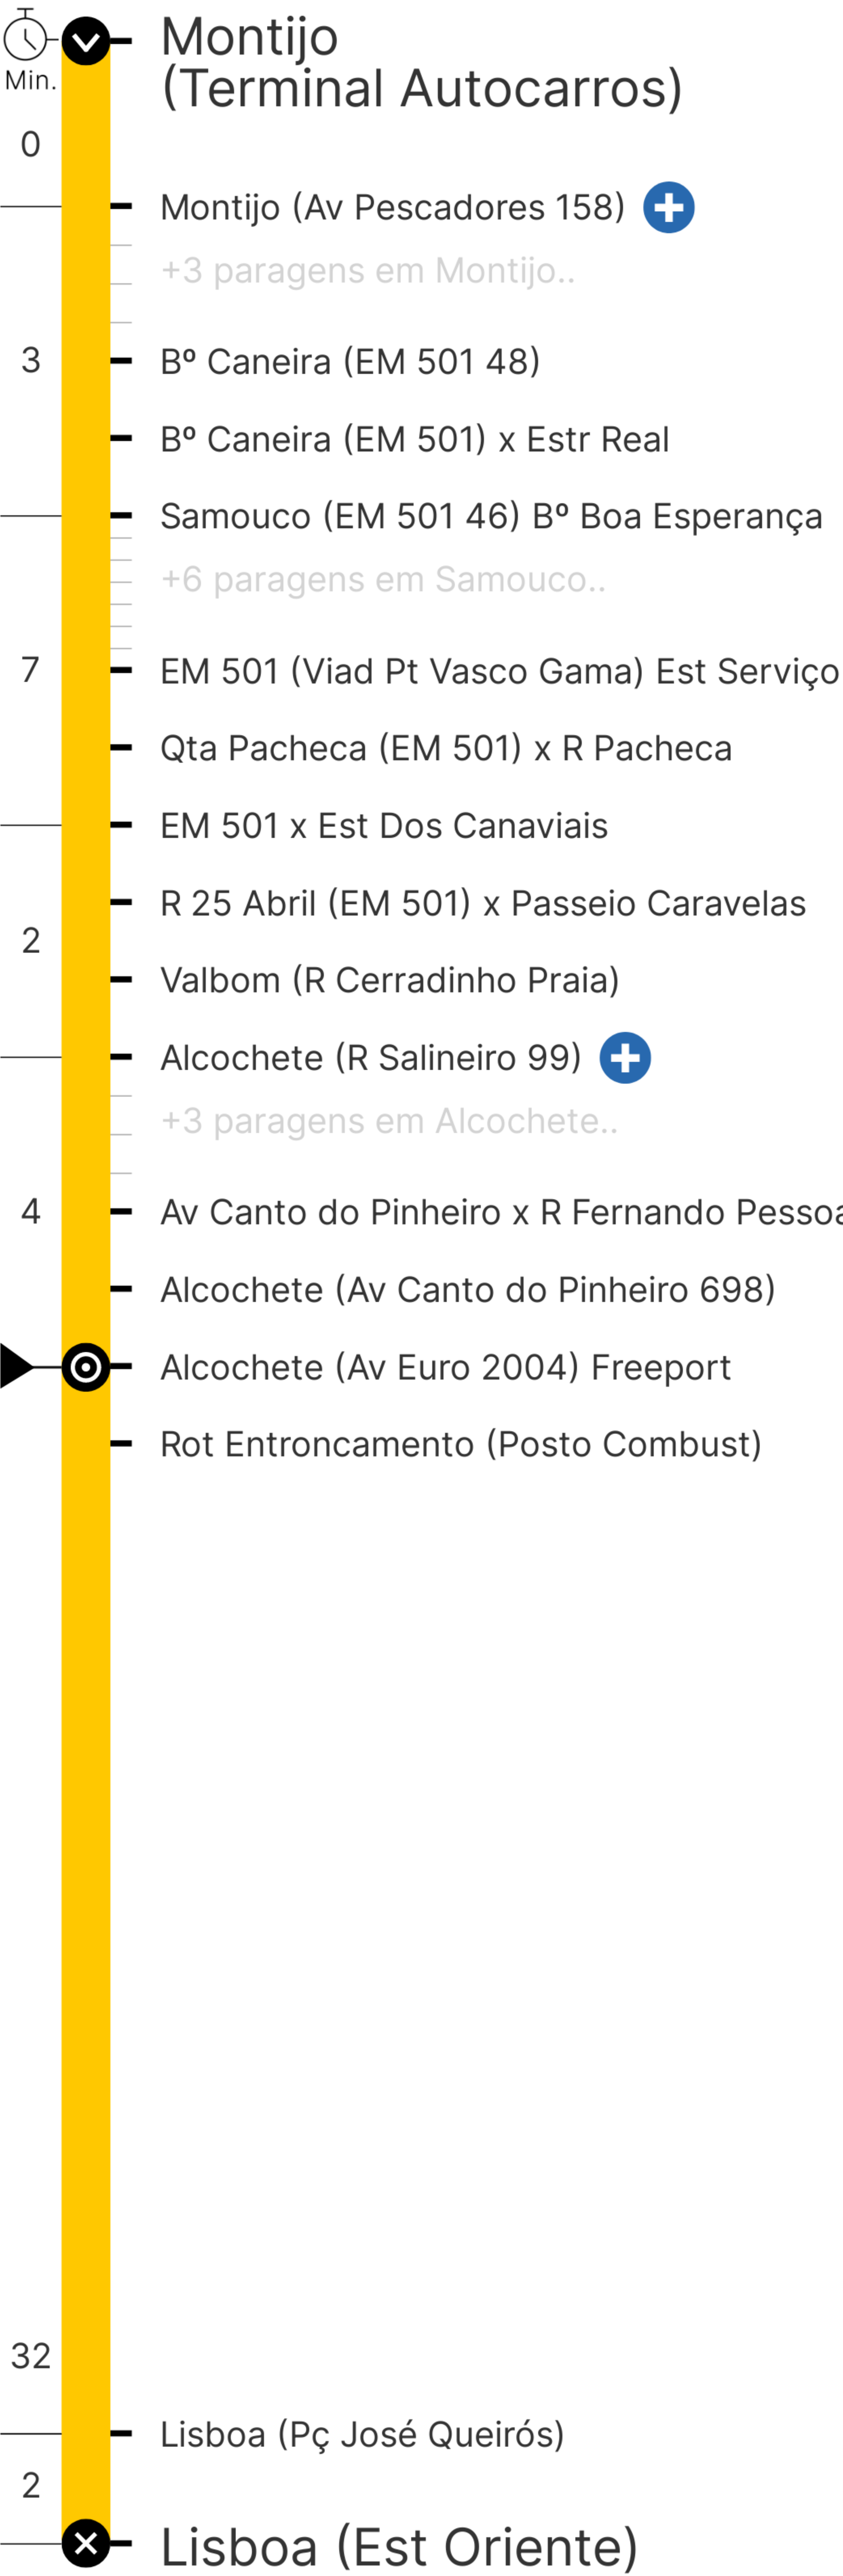 Montijo
(Terminal Autocarros)
Min.
0
Montijo (Av Pescadores 158)
+3 paragens em Montijo..
3
Bº Caneira (EM 501 48)
Bº Caneira (EM 501) x Estr Real
Samouco (EM 501 46) Bº Boa Esperança
+6 paragens em Samouco..
7
EM 501 (Viad Pt Vasco Gama) Est Serviço
Qta Pacheca (EM 501) x R Pacheca
EM 501 x Est Dos Canaviais
R 25 Abril (EM 501) x Passeio Caravelas
2
Valbom (R Cerradinho Praia)
Alcochete (R Salineiro 99)
+3 paragens em Alcochete..
4
Av Canto do Pinheiro x R Fernando Pessoa
Alcochete (Av Canto do Pinheiro 698)
Alcochete (Av Euro 2004) Freeport
Rot Entroncamento (Posto Combust)
32
Lisboa (Pç José Queirós)
2
Lisboa (Est Oriente)